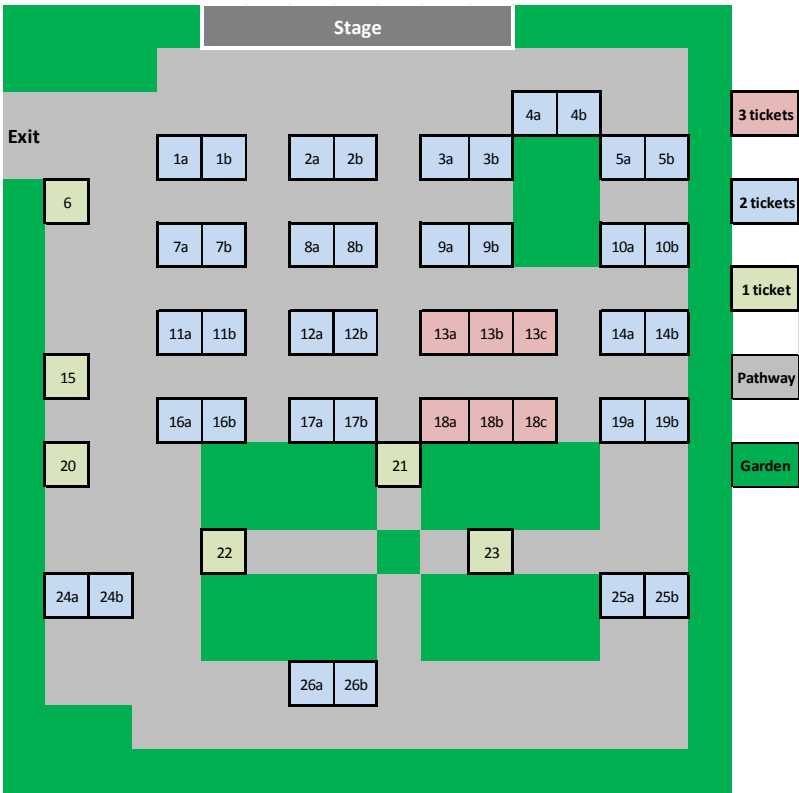 Stage
4a 4b
3 tickets
Exit
1a 1b 2a 2b 3a 3b 5a 5b
6
2 tickets
7a 7b 8a 8b 9a 9b 10a 10b
1 ticket
11a 11b 12a 12b 13a 13b 13c 14a 14b
15
Pathway
16a 16b 17a 17b 18a 18b 18c 19a 19b
20
21
Garden
22
23
24a 24b
25a 25b
26a 26b